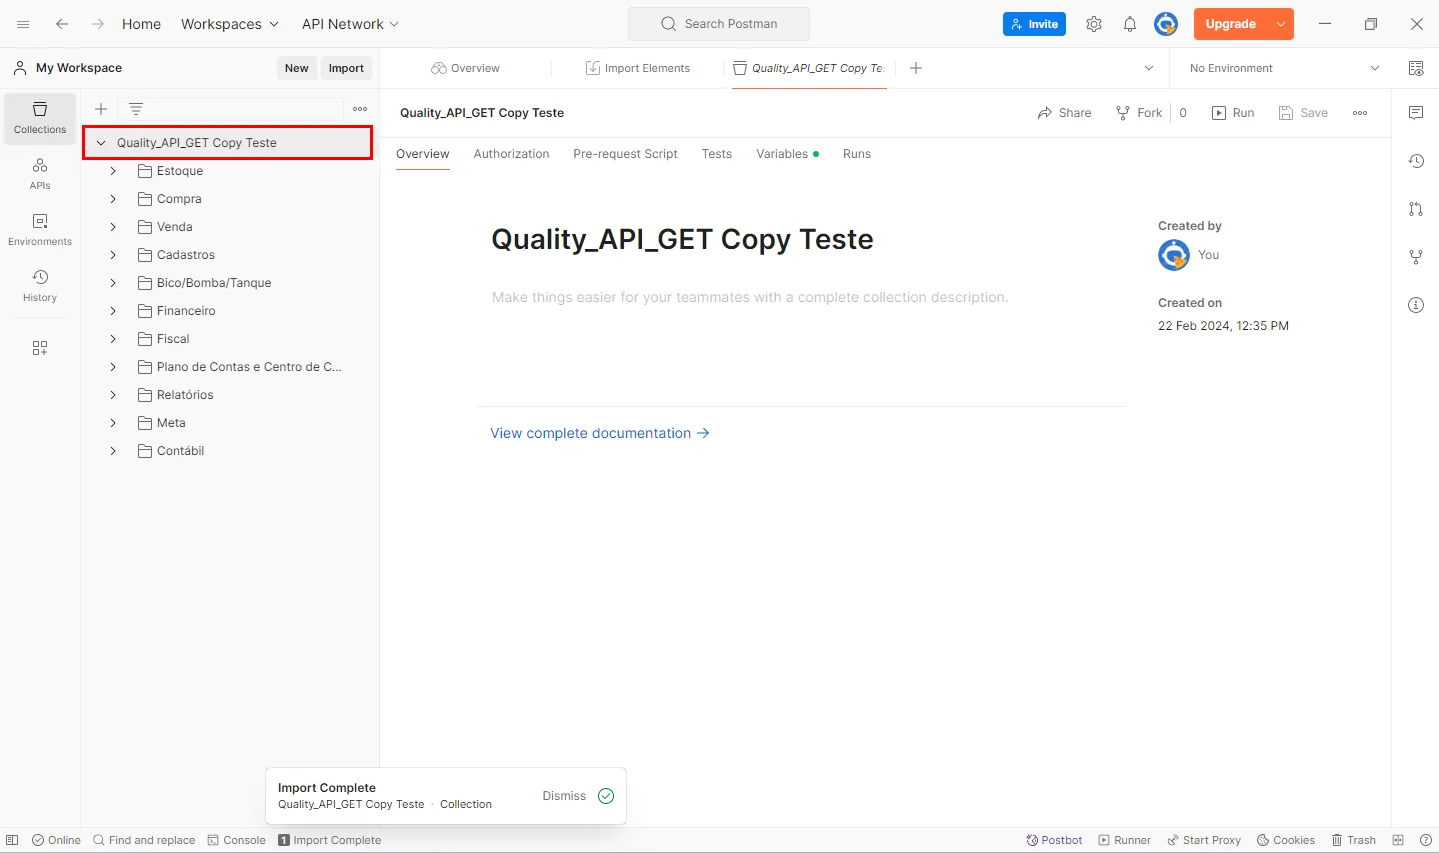 Home Workspaces API Network Search Postman Invite Upgrade
My Workspace New Import Overview Import Elements Quality_API_GET Copy Te No Environment
Collections
APIs
Environments
History
Quality_API_GET Copy Teste
Estoque
Compra
Venda
Cadastros
Bico/Bomba/Tanque
Financeiro
Fiscal
Plano de Contas e Centro de C...
Relatórios
Meta
Contábil
Quality_API_GET Copy Teste Share Fork 0 Run Save
Overview Authorization Pre-request Script Tests Variables Runs
Quality_API_GET Copy Teste
Make things easier for your teammates with a complete collection description.
View complete documentation →
Created by
You
Created on
22 Feb 2024, 12:35 PM
Import Complete
Quality_API_GET Copy Teste · Collection
Dismiss
Online Find and replace Console 1 Import Complete Postbot Runner Start Proxy Cookies Trash